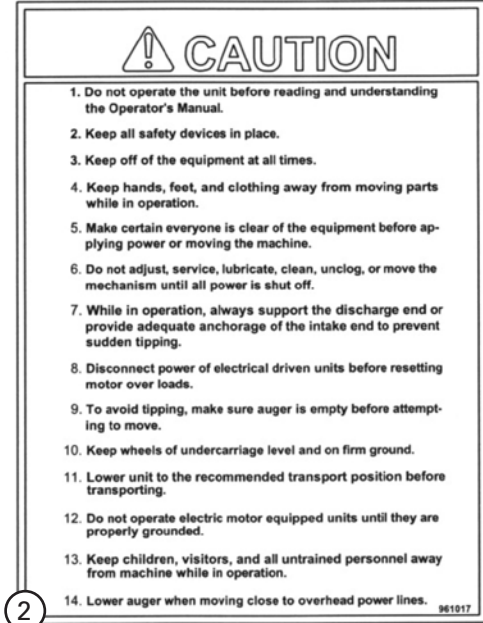 CAUTION
1. Do not operate the unit before reading and understanding
the Operator's Manual.
2. Keep all safety devices in place.
3. Keep off of the equipment at all times.
4. Keep hands, feet, and clothing away from moving parts
while in operation.
5. Make certain everyone is clear of the equipment before ap-
plying power or moving the machine.
6. Do not adjust, service, lubricate, clean, unclog, or move the
mechanism until all power is shut off.
7. While in operation, always support the discharge end or
provide adequate anchorage of the intake end to prevent
sudden tipping.
8. Disconnect power of electrical driven units before resetting
motor over loads.
9. To avoid tipping, make sure auger is empty before attempt-
ing to move.
10. Keep wheels of undercarriage level and on firm ground.
11. Lower unit to the recommended transport position before
transporting.
12. Do not operate electric motor equipped units until they are
properly grounded.
13. Keep children, visitors, and all untrained personnel away
from machine while in operation.
14. Lower auger when moving close to overhead power lines.
961017
2